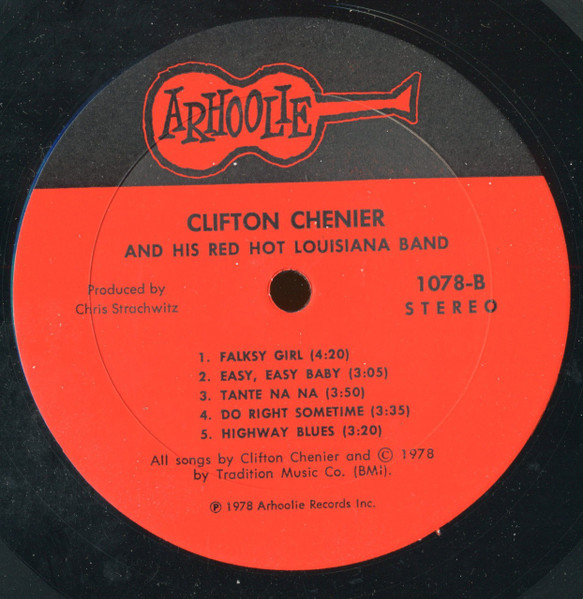 ARHOOLIE
CLIFTON CHENIER
AND HIS RED HOT LOUISIANA BAND
Produced by
Chris Strachwitz
1078-B
STEREO
1. FALKSY GIRL (4:20)
2. EASY, EASY BABY (3:05)
3. TANTE NA NA (3:50)
4. DO RIGHT SOMETIME (3:35)
5. HIGHWAY BLUES (3:20)
All songs by Clifton Chenier and © 1978
by Tradition Music Co. (BMi).
℗ 1978 Arhoolie Records Inc.